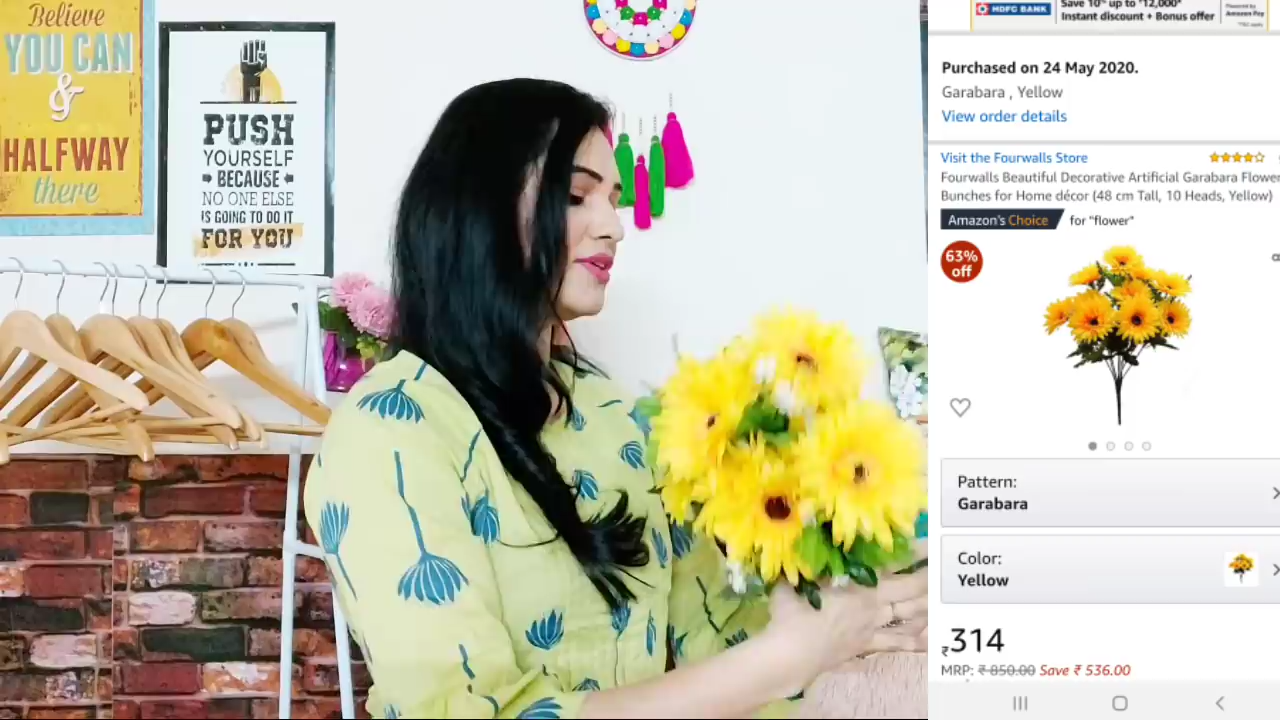 Believe
YOU CAN
&
HALFWAY
there
PUSH
YOURSELF
BECAUSE
NO ONE ELSE
IS GOING TO DO IT
FOR YOU
HDFC BANK
Save 10% up to ₹12,000*
Instant discount + Bonus offer
Powered by
Amazon Pay
Purchased on 24 May 2020.
Garabara , Yellow
View order details
Visit the Fourwalls Store
Fourwalls Beautiful Decorative Artificial Garabara Flower
Bunches for Home décor (48 cm Tall, 10 Heads, Yellow)
Amazon's Choice for "flower"
63%
off
Pattern:
Garabara
Color:
Yellow
₹314
MRP: ₹ 850.00 Save ₹ 536.00